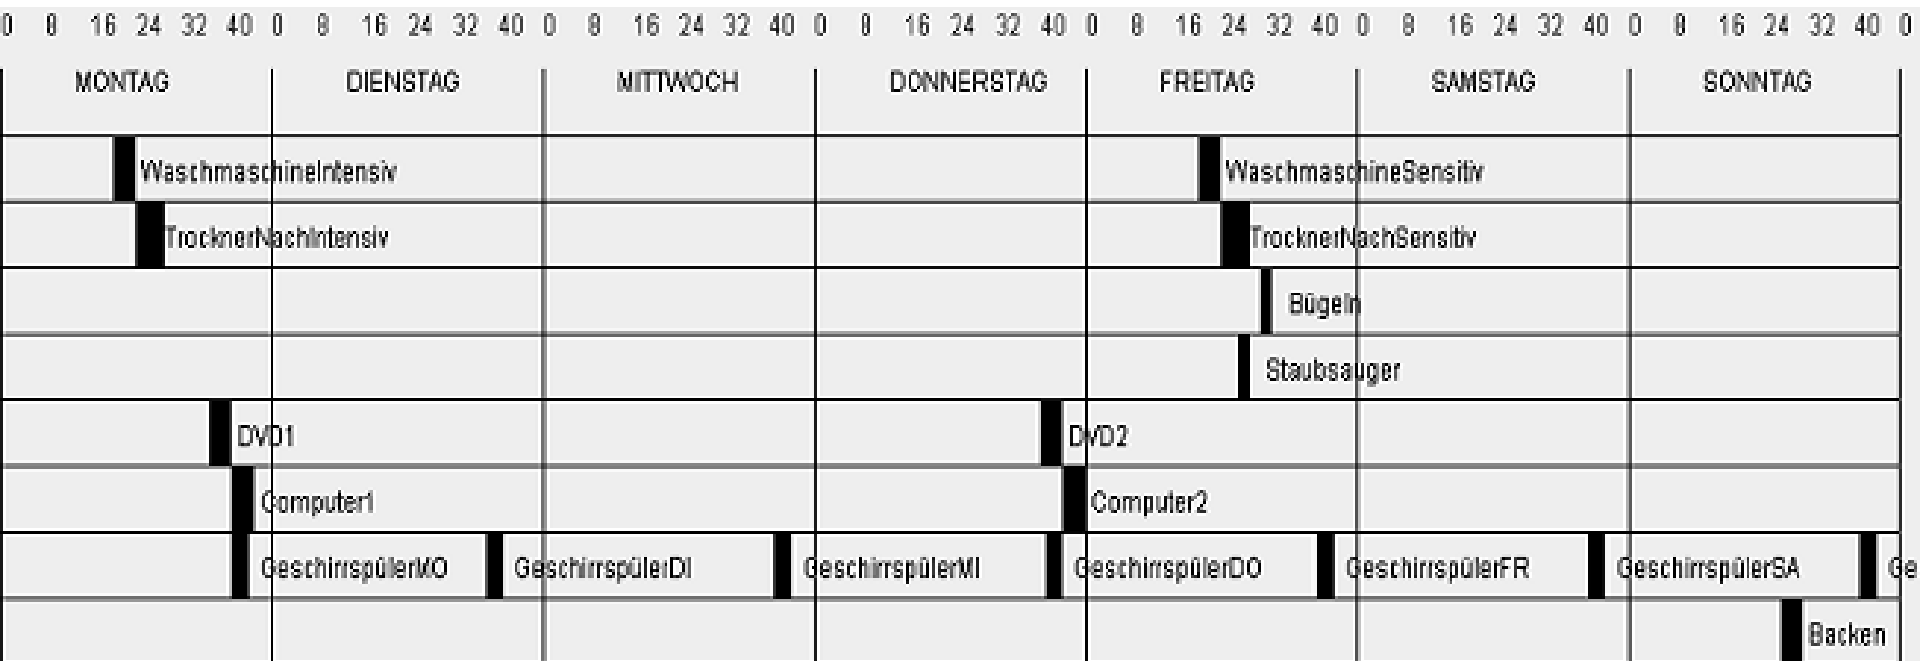 0 8 16 24 32 40 0 8 16 24 32 40 0 8 16 24 32 40 0 8 16 24 32 40 0 8 16 24 32 40 0 8 16 24 32 40 0 8 16 24 32 40 0
MONTAG DIENSTAG MITTWOCH DONNERSTAG FREITAG SAMSTAG SONNTAG
WaschmaschineIntensiv WaschmaschineSensitiv
TrocknerNachIntensiv TrocknerNachSensitiv
Bügeln
Staubsauger
DVD1 DVD2
Computer1 Computer2
GeschirrspülerMO GeschirrspülerDI GeschirrspülerMI GeschirrspülerDO GeschirrspülerFR GeschirrspülerSA Ge
Backen